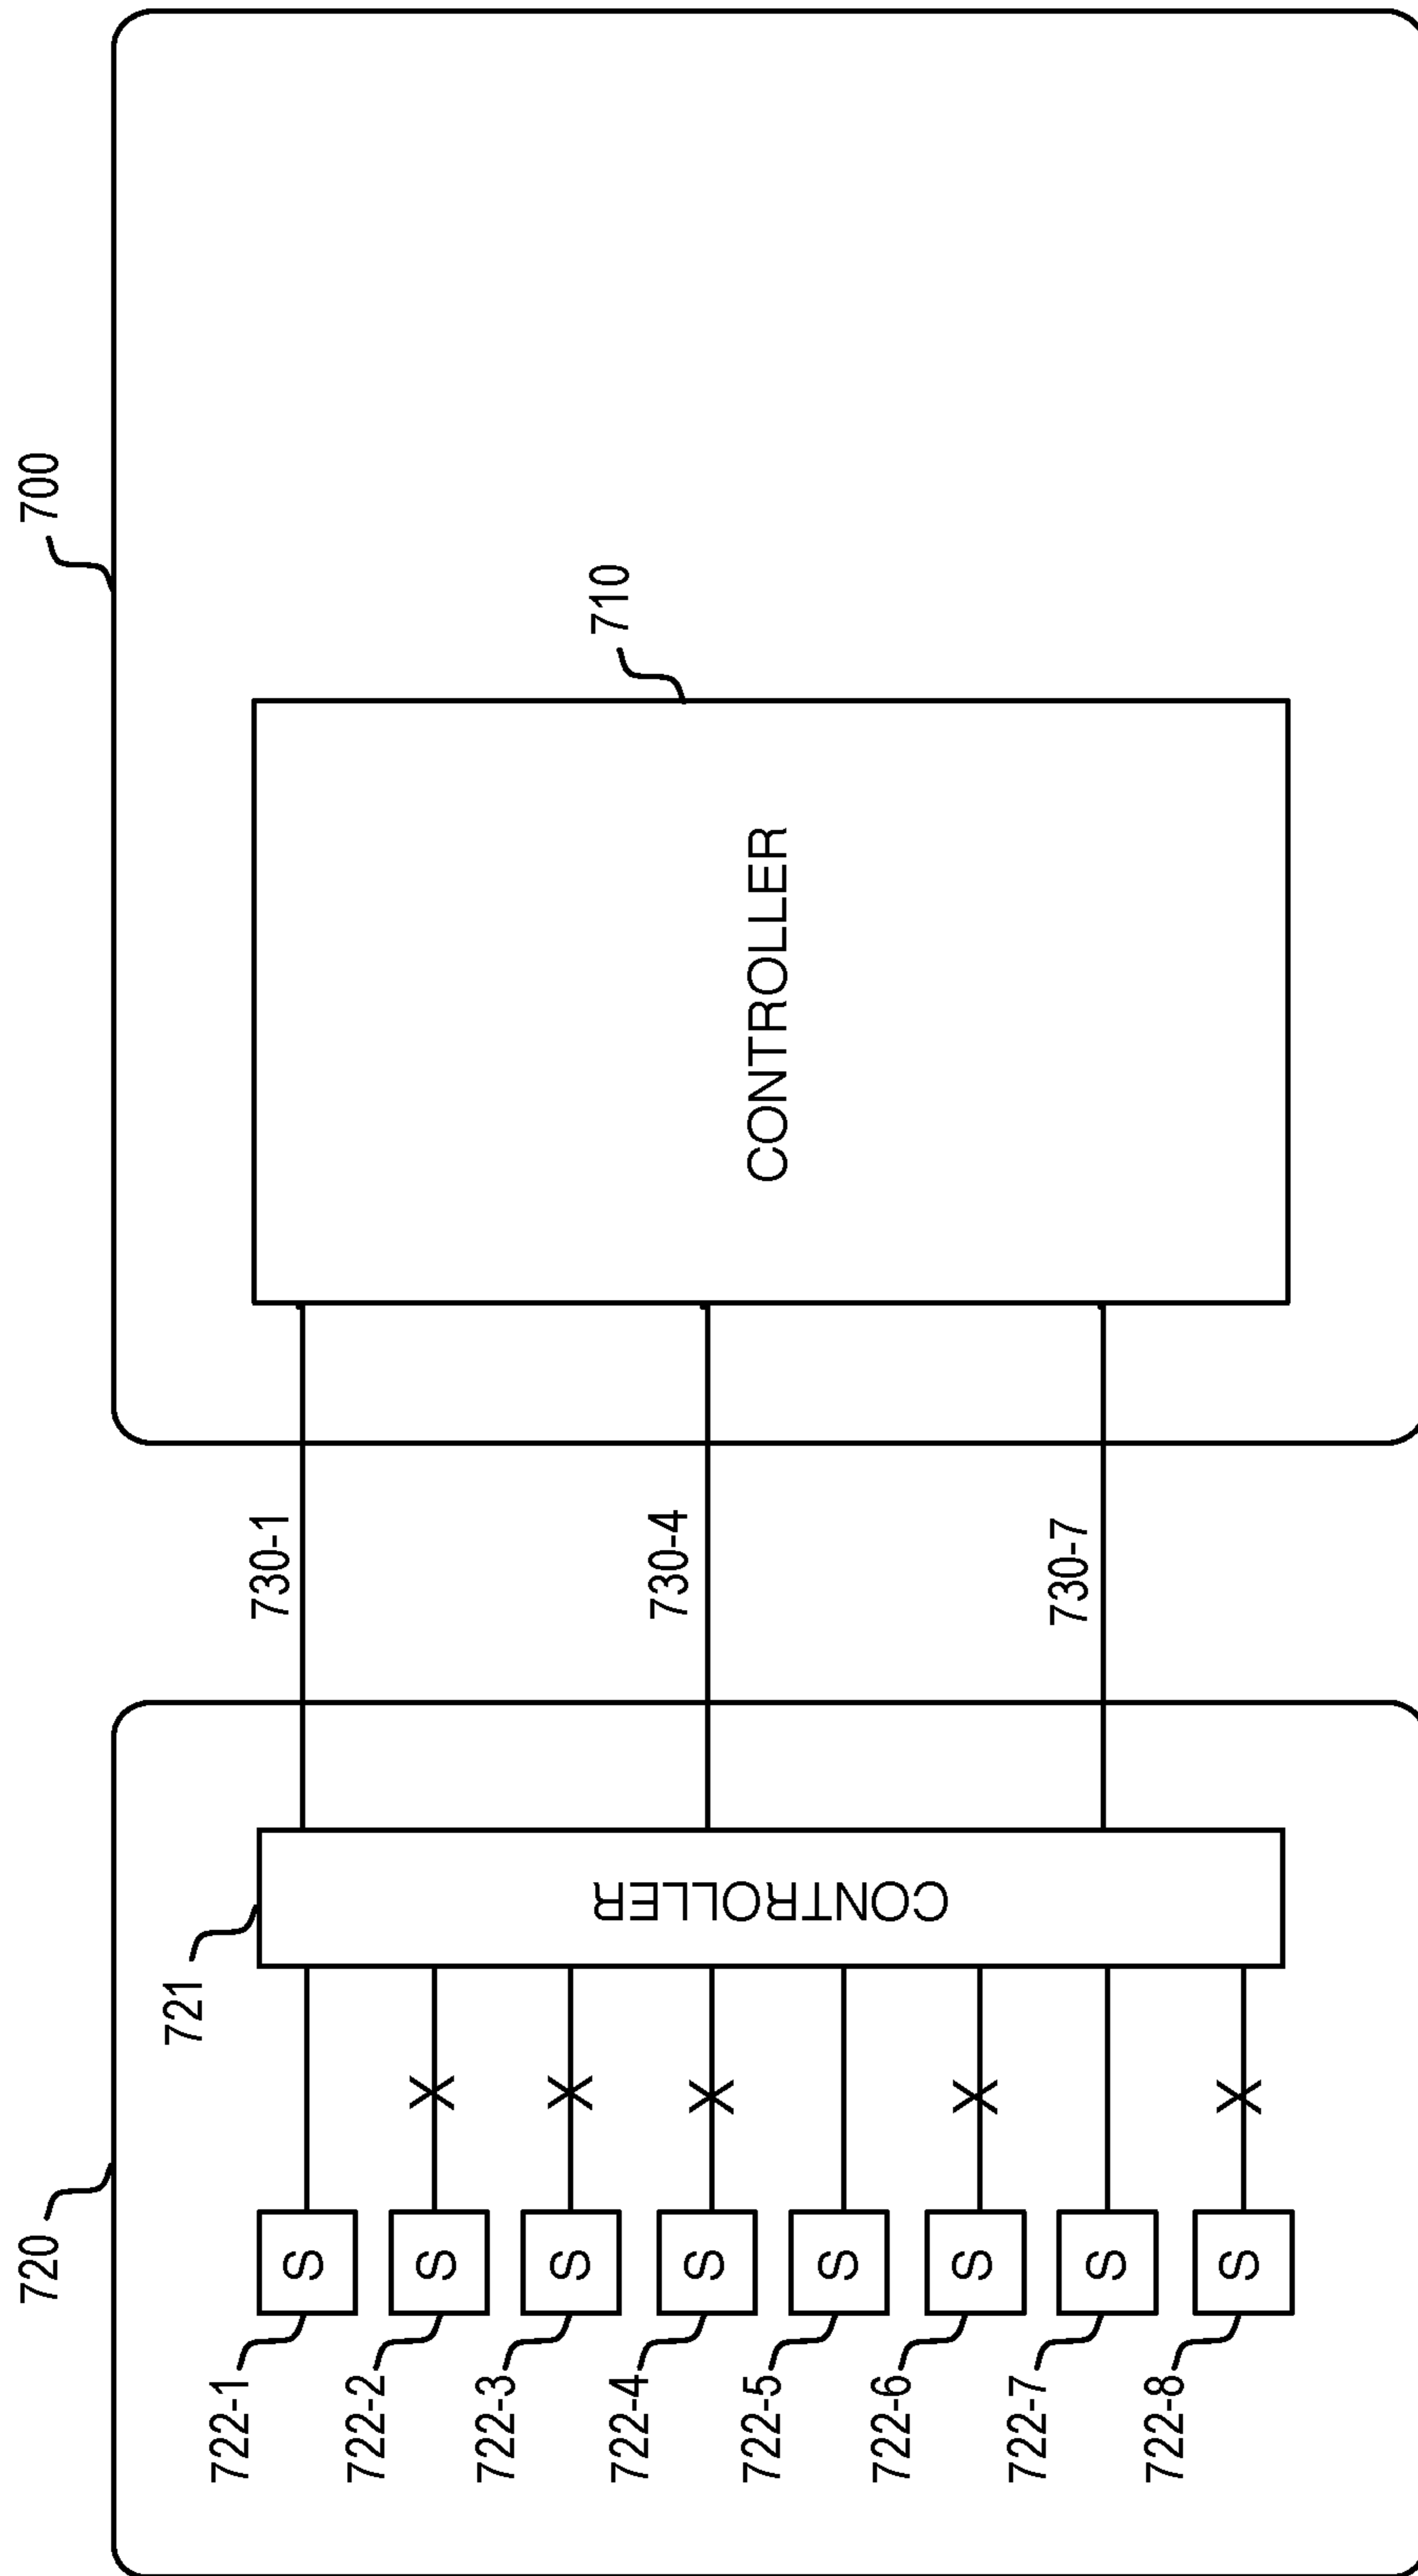 700
710
CONTROLLER
730-1
730-4
730-7
720
721
CONTROLLER
S
S
S
S
S
S
S
S
X
X
X
X
X
722-1
722-2
722-3
722-4
722-5
722-6
722-7
722-8